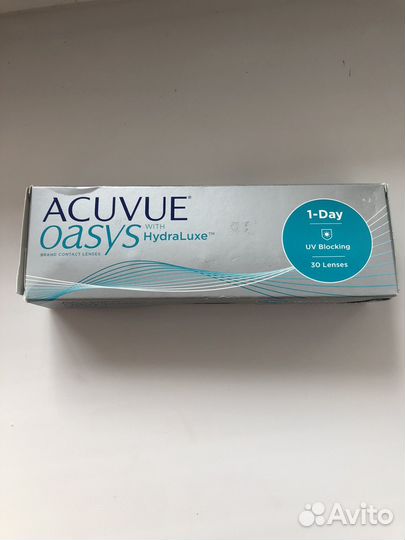 ACUVUE®
oasys WITH HydraLuxe™
BRAND CONTACT LENSES
1-Day
UV Blocking
30 Lenses
Avito